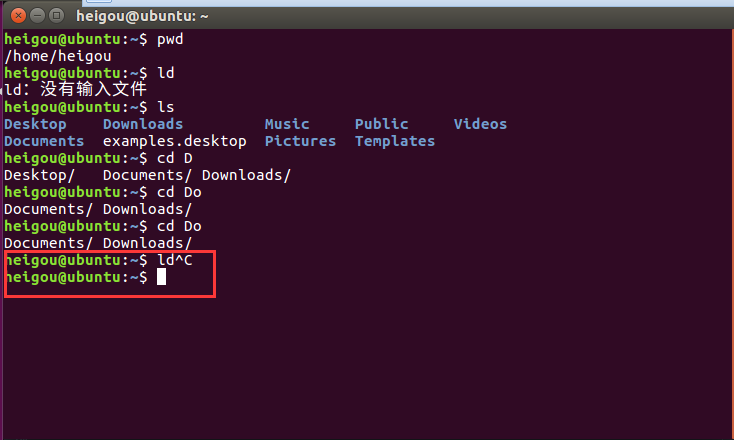 heigou@ubuntu: ~
heigou@ubuntu:~$ pwd
/home/heigou
heigou@ubuntu:~$ ld
ld: 没有输入文件
heigou@ubuntu:~$ ls
Desktop Downloads Music Public Videos
Documents examples.desktop Pictures Templates
heigou@ubuntu:~$ cd D
Desktop/ Documents/ Downloads/
heigou@ubuntu:~$ cd Do
Documents/ Downloads/
heigou@ubuntu:~$ cd Do
Documents/ Downloads/
heigou@ubuntu:~$ ld^C
heigou@ubuntu:~$